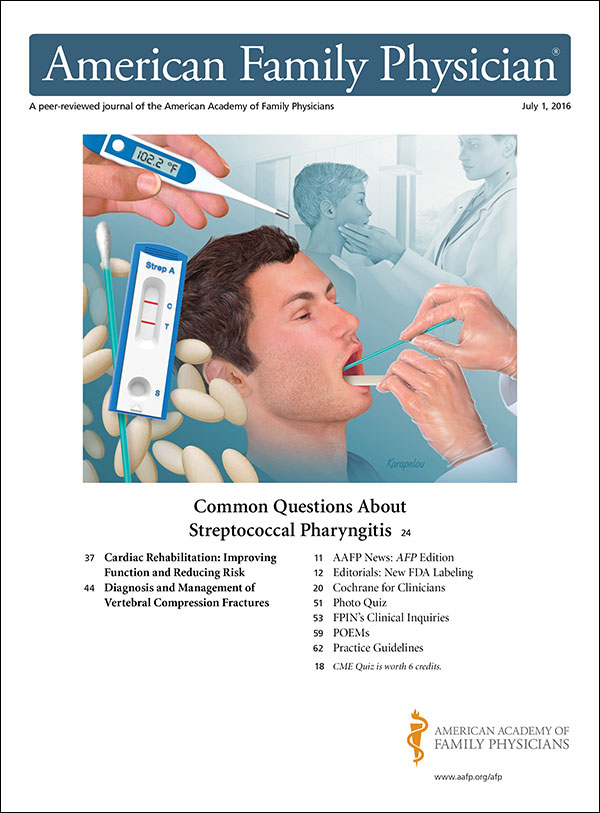 American Family Physician®
A peer-reviewed journal of the American Academy of Family Physicians
July 1, 2016
102.2 °F
Strep A
C
T
S
Karapelou
Common Questions About
Streptococcal Pharyngitis 24
37 Cardiac Rehabilitation: Improving
Function and Reducing Risk
44 Diagnosis and Management of
Vertebral Compression Fractures
11 AAFP News: AFP Edition
12 Editorials: New FDA Labeling
20 Cochrane for Clinicians
51 Photo Quiz
53 FPIN's Clinical Inquiries
59 POEMs
62 Practice Guidelines
18 CME Quiz is worth 6 credits.
AMERICAN ACADEMY OF
FAMILY PHYSICIANS
www.aafp.org/afp